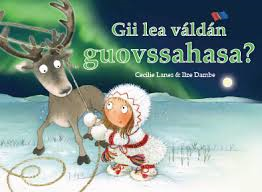 Gii lea váldán
guovssahasa?
Cecilie Lanes & Ilze Dambe